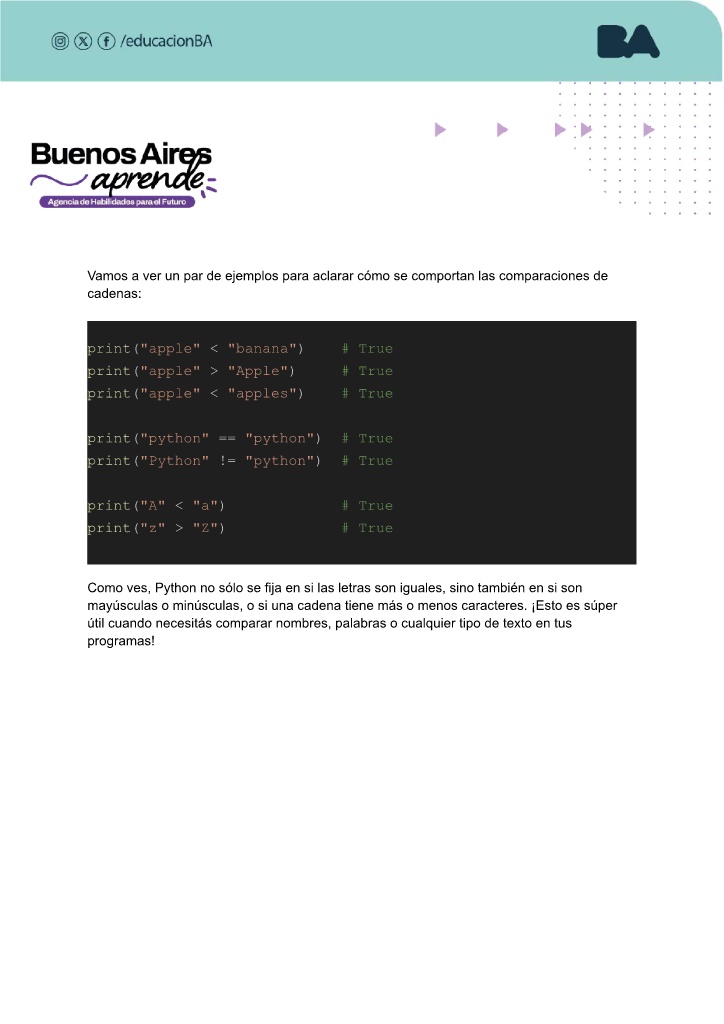 /educacionBA
BA
Buenos Aires
aprende
Agencia de Habilidades para el Futuro
Vamos a ver un par de ejemplos para aclarar cómo se comportan las comparaciones de
cadenas:
print("apple" < "banana")    # True
print("apple" > "Apple")     # True
print("apple" < "apples")    # True
print("python" == "python")  # True
print("Python" != "python")  # True
print("A" < "a")             # True
print("z" > "Z")             # True
Como ves, Python no sólo se fija en si las letras son iguales, sino también en si son
mayúsculas o minúsculas, o si una cadena tiene más o menos caracteres. ¡Esto es súper
útil cuando necesitás comparar nombres, palabras o cualquier tipo de texto en tus
programas!